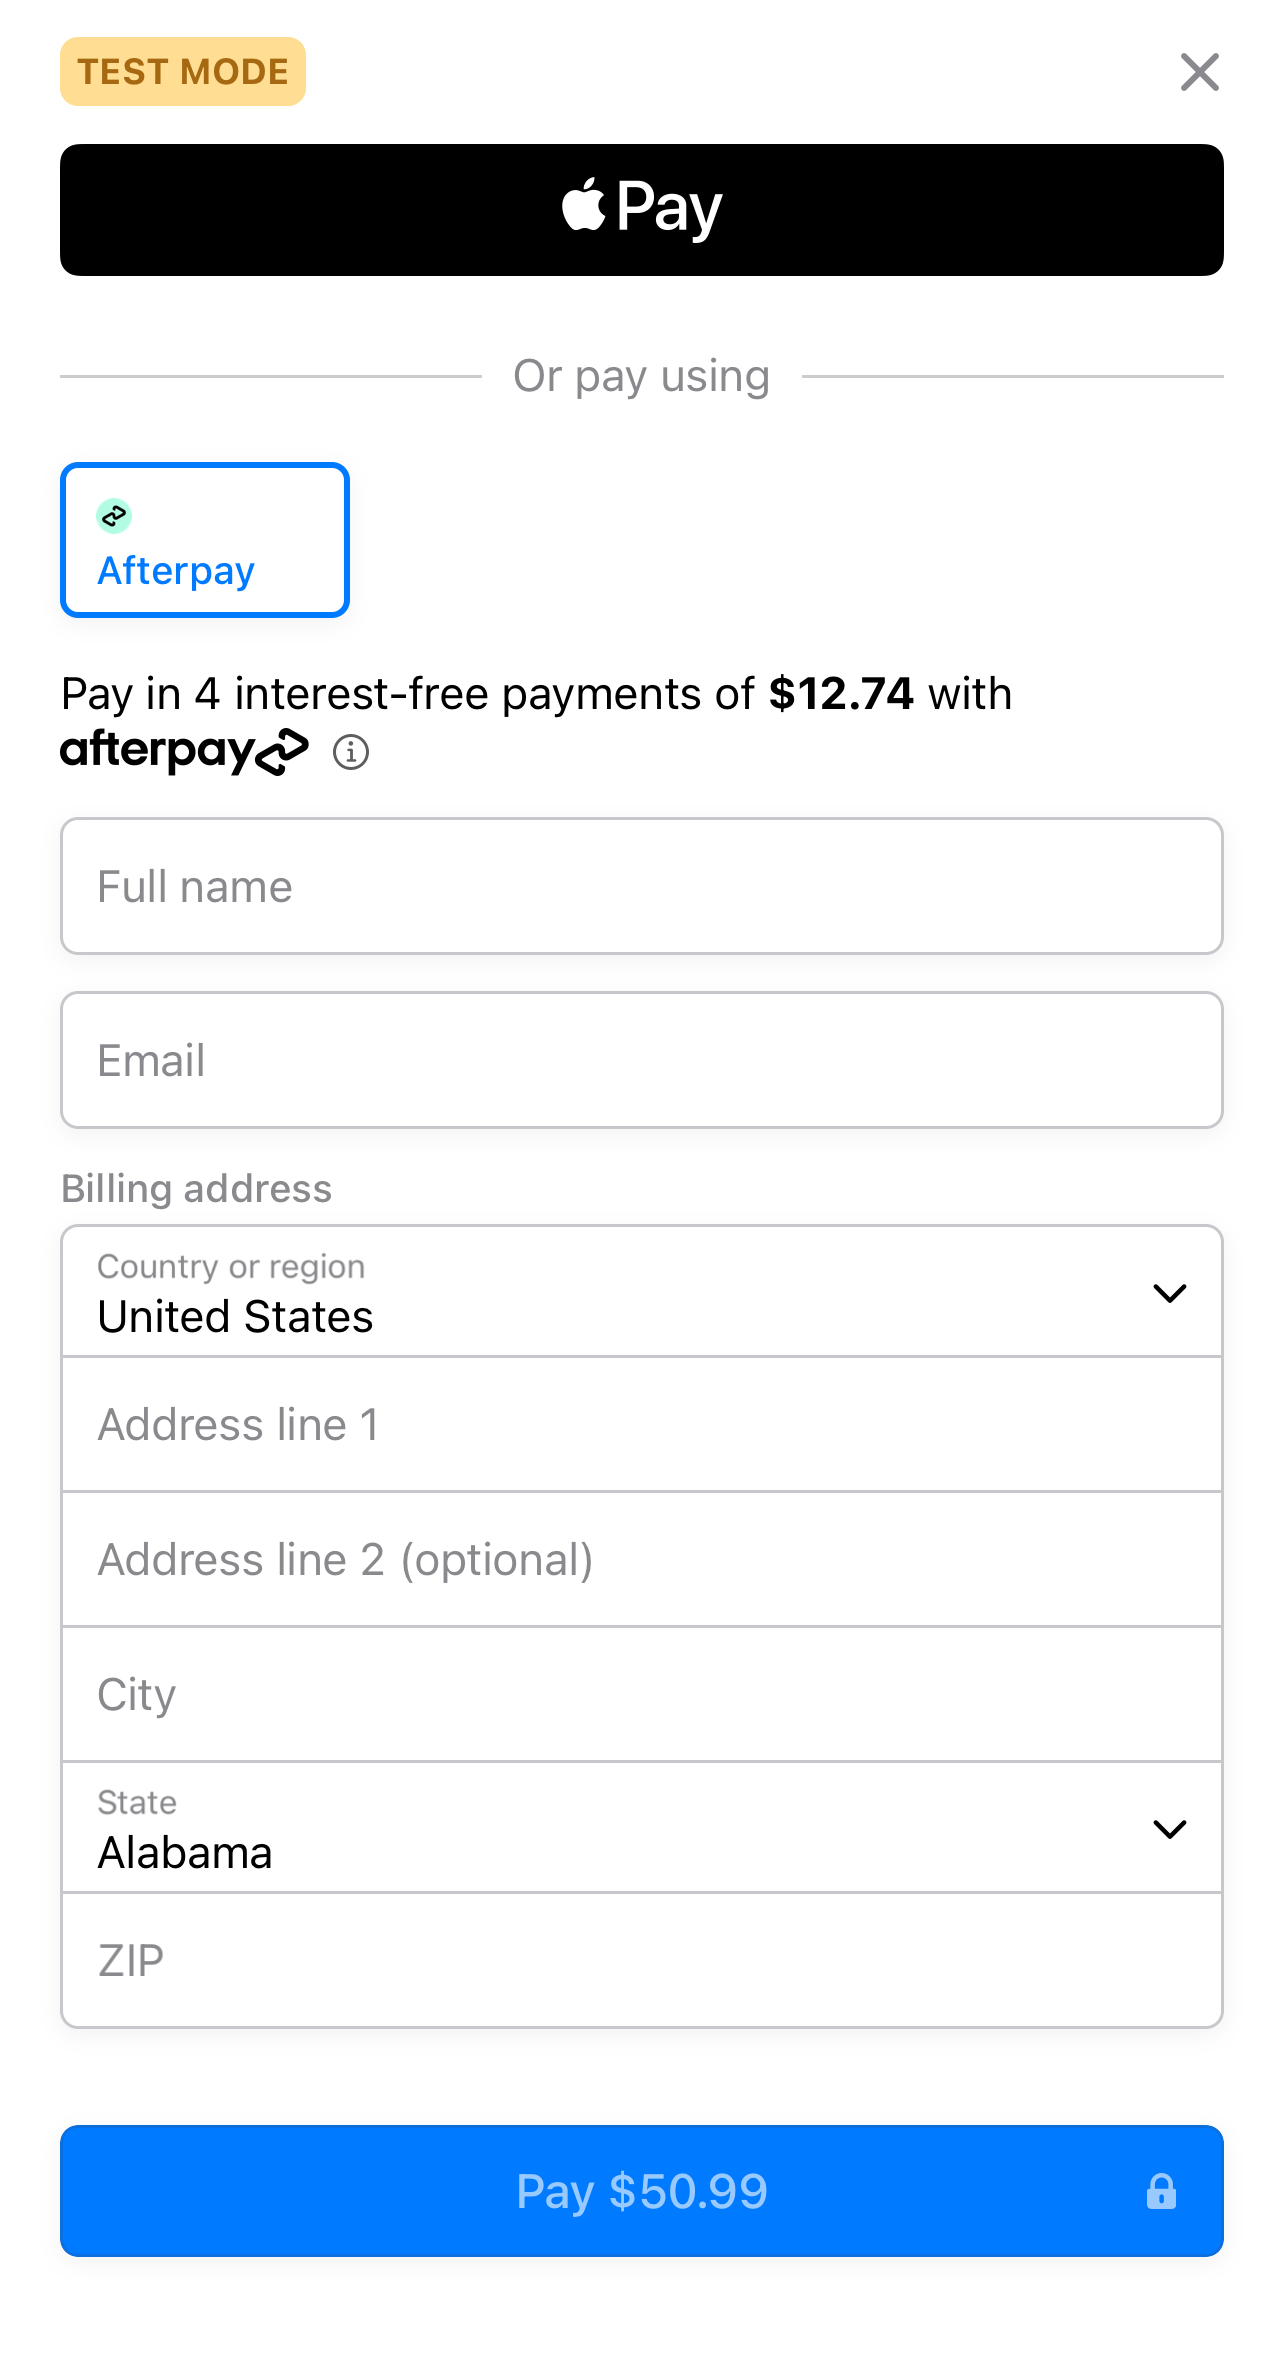 TEST MODE
Pay
Or pay using
Afterpay
Pay in 4 interest-free payments of $12.74 with
afterpay
Full name
Email
Billing address
Country or region
United States
Address line 1
Address line 2 (optional)
City
State
Alabama
ZIP
Pay $50.99